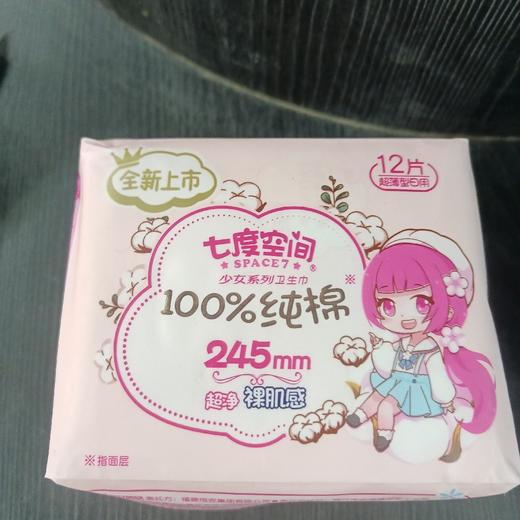 全新上市
12片
超薄型日用
七度空间
SPACE7
®
少女系列卫生巾
100%纯棉※
245mm
超净 裸肌感
※指面层